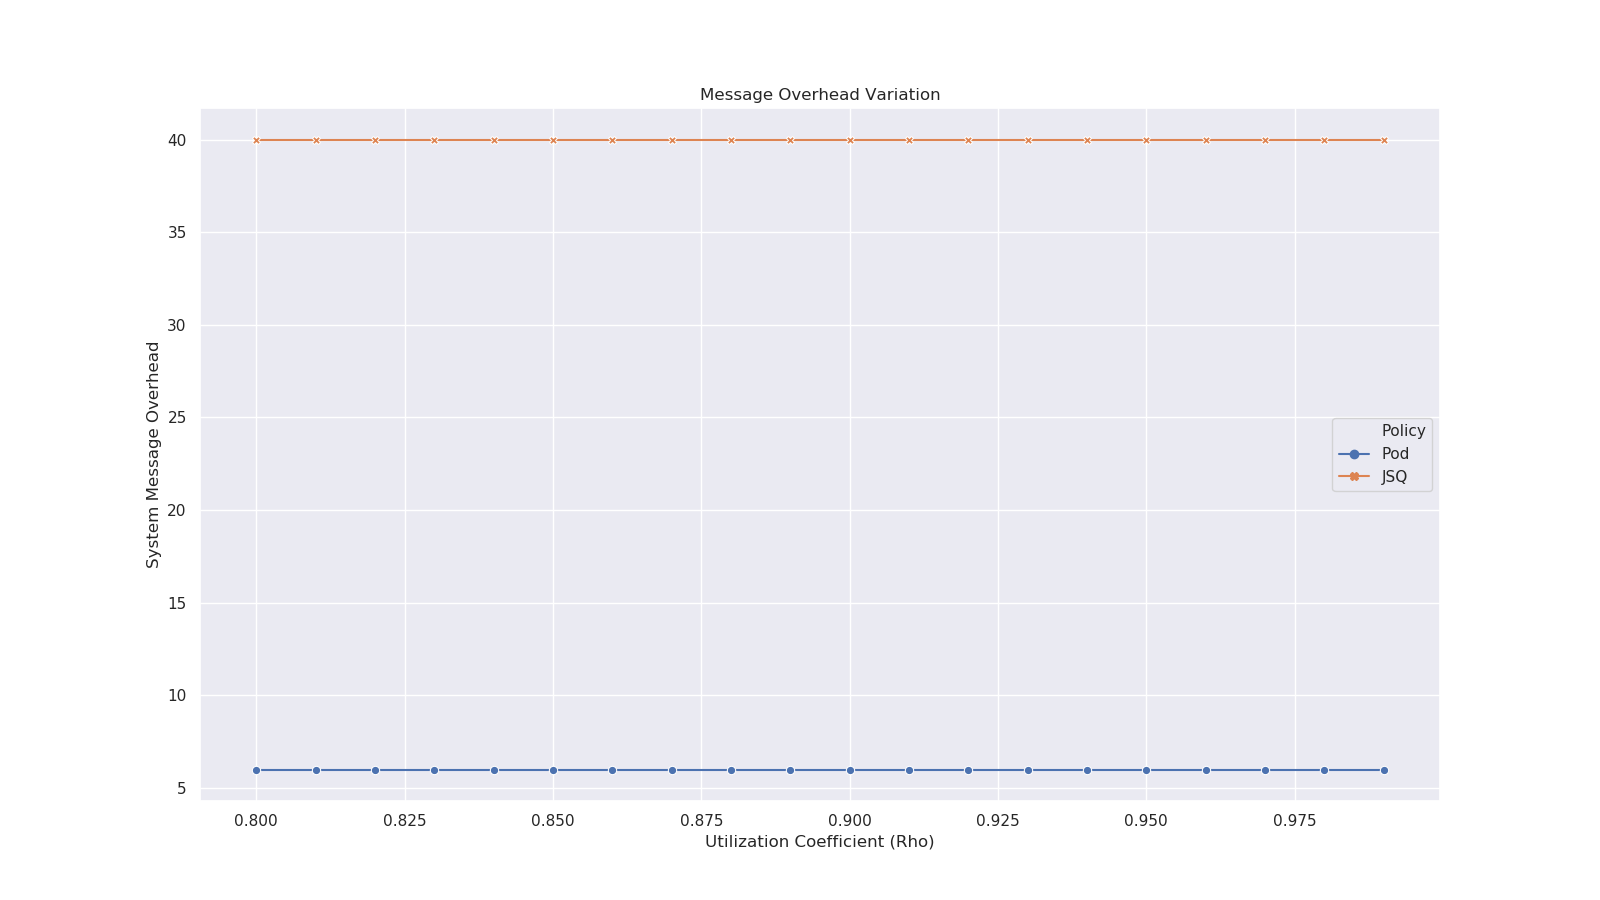 Message Overhead Variation
System Message Overhead
40
35
30
25
20
15
10
5
Policy
Pod
JSQ
0.800 0.825 0.850 0.875 0.900 0.925 0.950 0.975
Utilization Coefficient (Rho)